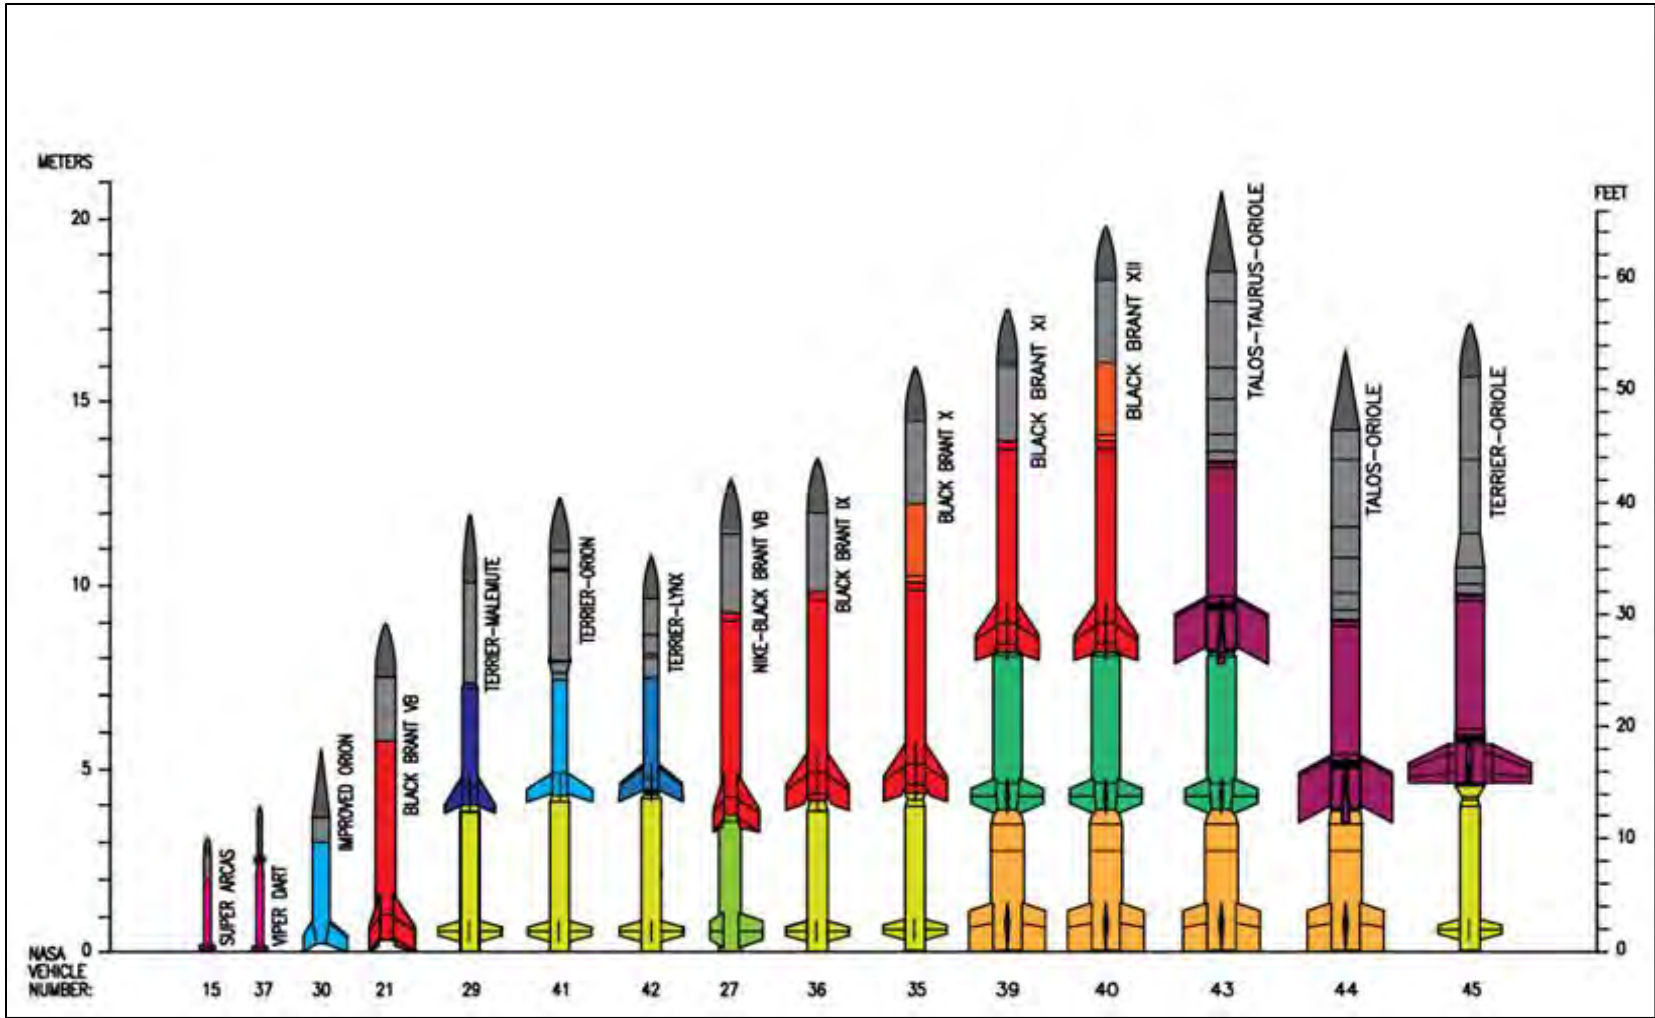 METERS
FEET
20
15
10
5
0
60
50
40
30
20
10
0
SUPER ARCAS
VIPER DART
IMPROVED ORION
BLACK BRANT VB
TERRIER-MALEMUTE
TERRIER-ORION
TERRIER-LYNX
NIKE-BLACK BRANT VB
BLACK BRANT IX
BLACK BRANT X
BLACK BRANT XI
BLACK BRANT XII
TALOS-TAURUS-ORIOLE
TALOS-ORIOLE
TERRIER-ORIOLE
NASA
VEHICLE
NUMBER: 15 37 30 21 29 41 42 27 36 35 39 40 43 44 45